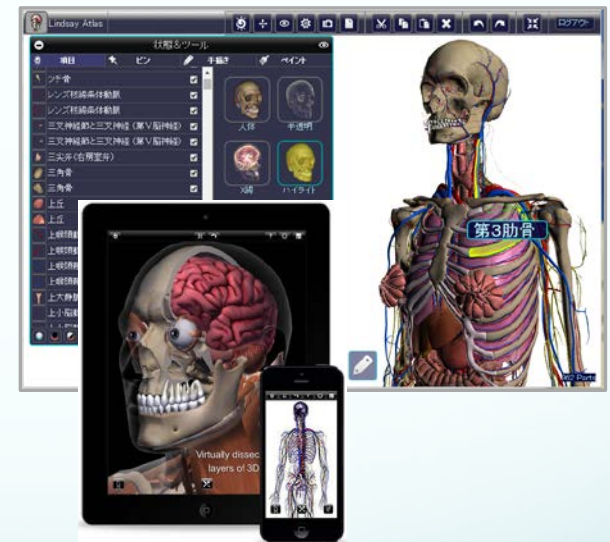 Lindsay Atlas
ログアウト
状態&ツール
項目
ピン
手描き
ペイント
ツチ骨
レンズ核線条体動脈
レンズ核線条体動脈
三叉神経節と三叉神経(第V脳神経)
三叉神経節と三叉神経(第V脳神経)
三尖弁(右房室弁)
三角骨
三角骨
上丘
上丘
人体
半透明
X線
ハイライト
第3肋骨
Virtually dissec
layers of 3D